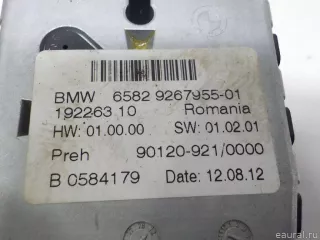 BMW 6582 9267955-01
192263 10 Romania
HW: 01.00.00 SW: 01.02.01
Preh 90120-921/0000
B 0584179 Date: 12.08.12
eaural.ru